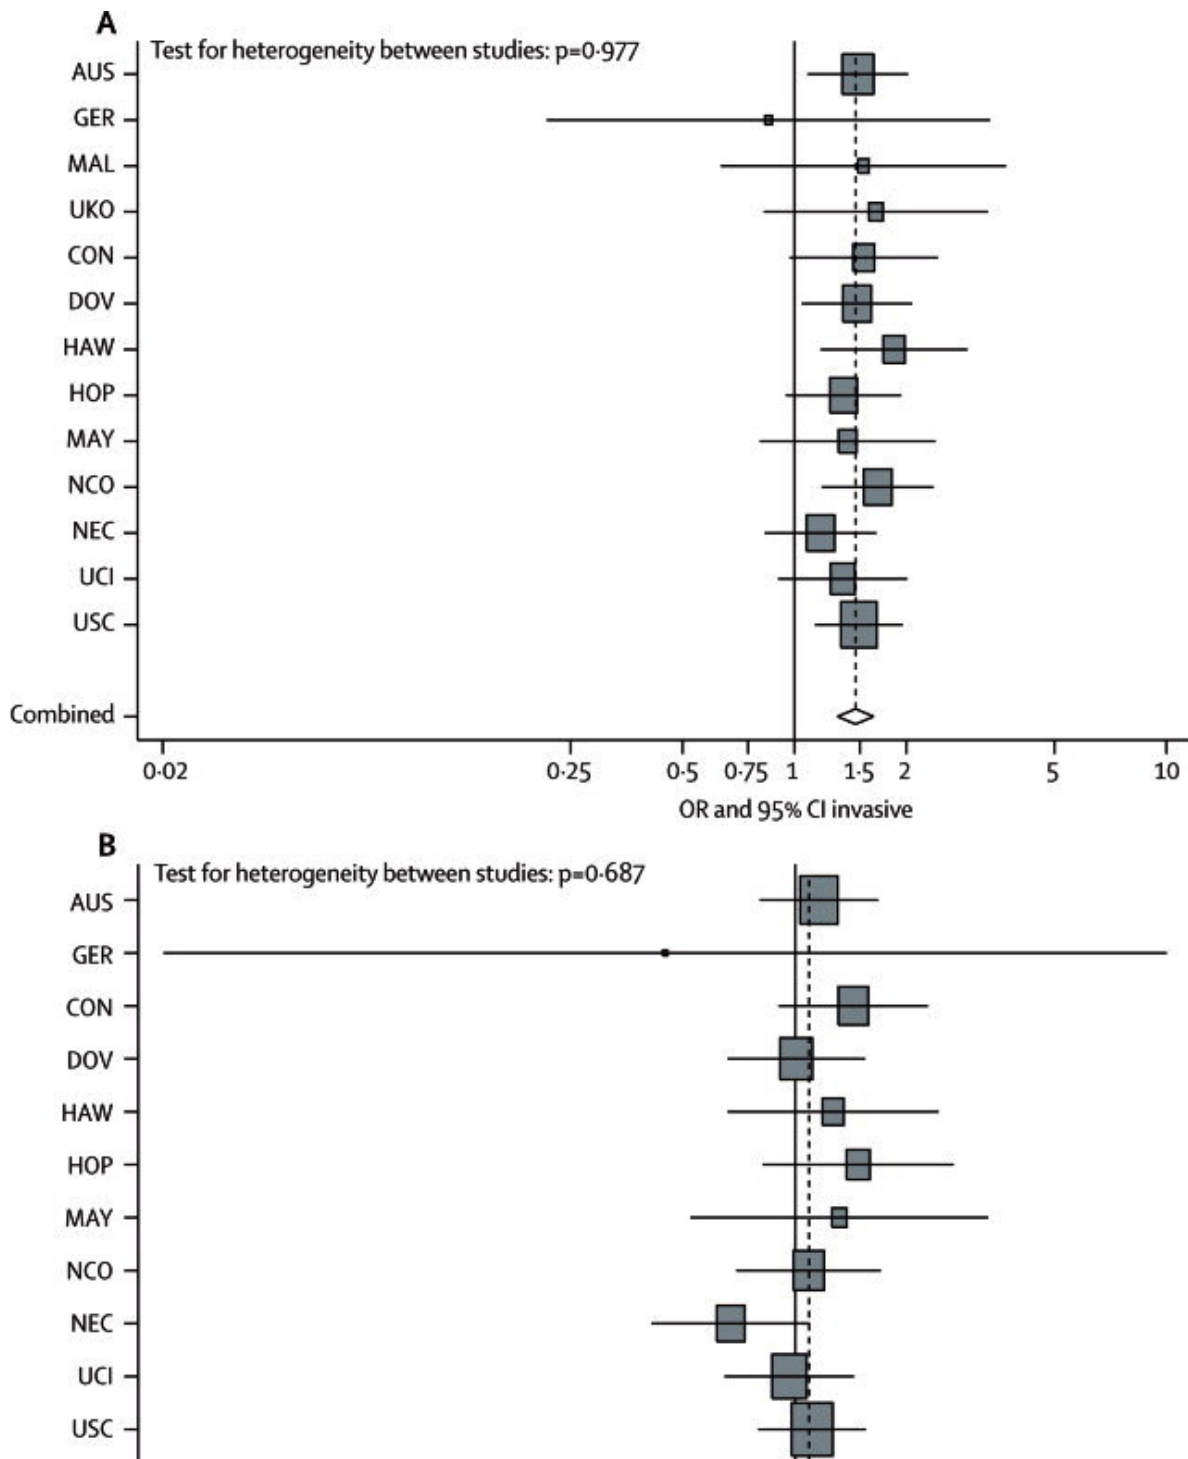 A
Test for heterogeneity between studies: p=0·977
AUS
GER
MAL
UKO
CON
DOV
HAW
HOP
MAY
NCO
NEC
UCI
USC
Combined
0·02 0·25 0·5 0·75 1 1·5 2 5 10
OR and 95% CI invasive
B
Test for heterogeneity between studies: p=0·687
AUS
GER
CON
DOV
HAW
HOP
MAY
NCO
NEC
UCI
USC